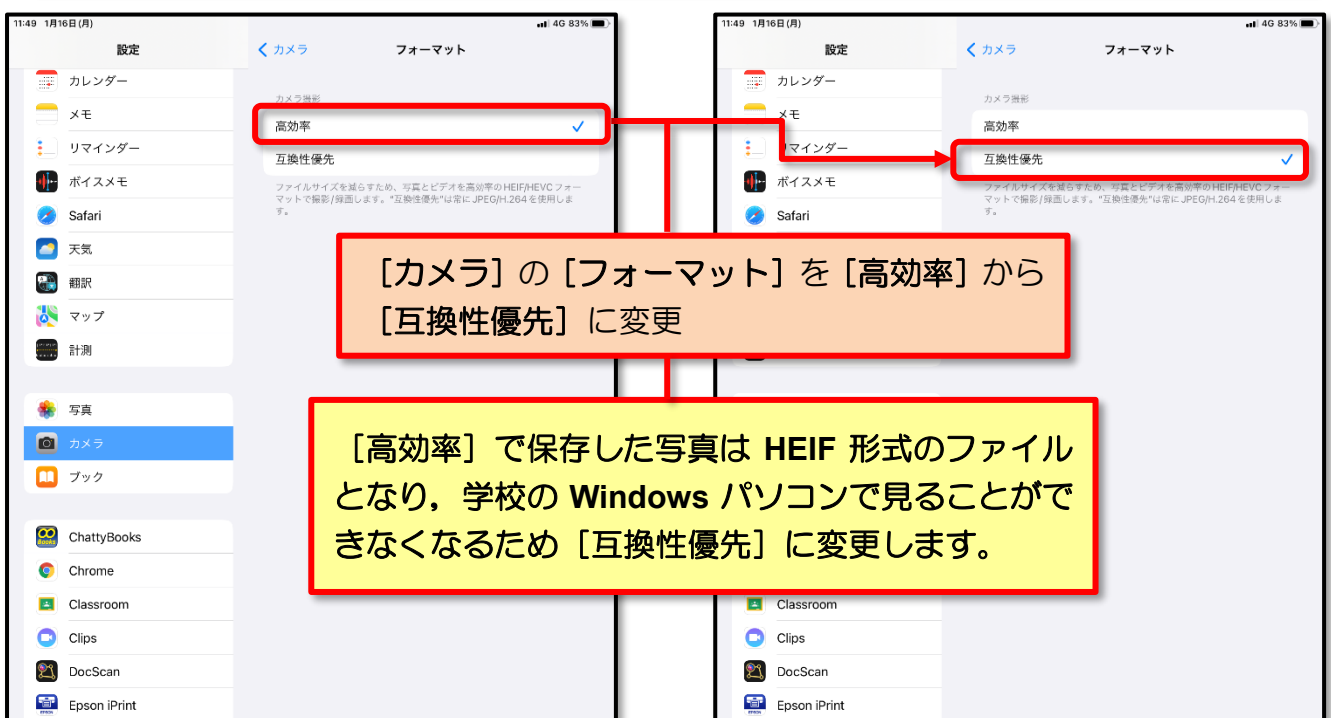 11:49 1月16日(月)
4G 83%
設定
カレンダー
メモ
リマインダー
ボイスメモ
Safari
天気
翻訳
マップ
計測
写真
カメラ
ブック
ChattyBooks
Chrome
Classroom
Clips
DocScan
Epson iPrint
カメラ
フォーマット
カメラ撮影
高効率
互換性優先
ファイルサイズを減らすため、写真とビデオを高効率のHEIF/HEVCフォー
マットで撮影/録画します。"互換性優先"は常にJPEG/H.264を使用しま
す。
11:49 1月16日(月)
4G 83%
設定
カレンダー
メモ
リマインダー
ボイスメモ
Safari
Classroom
Clips
DocScan
Epson iPrint
カメラ
フォーマット
カメラ撮影
高効率
互換性優先
ファイルサイズを減らすため、写真とビデオを高効率のHEIF/HEVCフォー
マットで撮影/録画します。"互換性優先"は常にJPEG/H.264を使用しま
す。
[カメラ]の[フォーマット]を[高効率]から
[互換性優先]に変更
[高効率]で保存した写真は HEIF 形式のファイル
となり，学校の Windows パソコンで見ることがで
きなくなるため[互換性優先]に変更します。